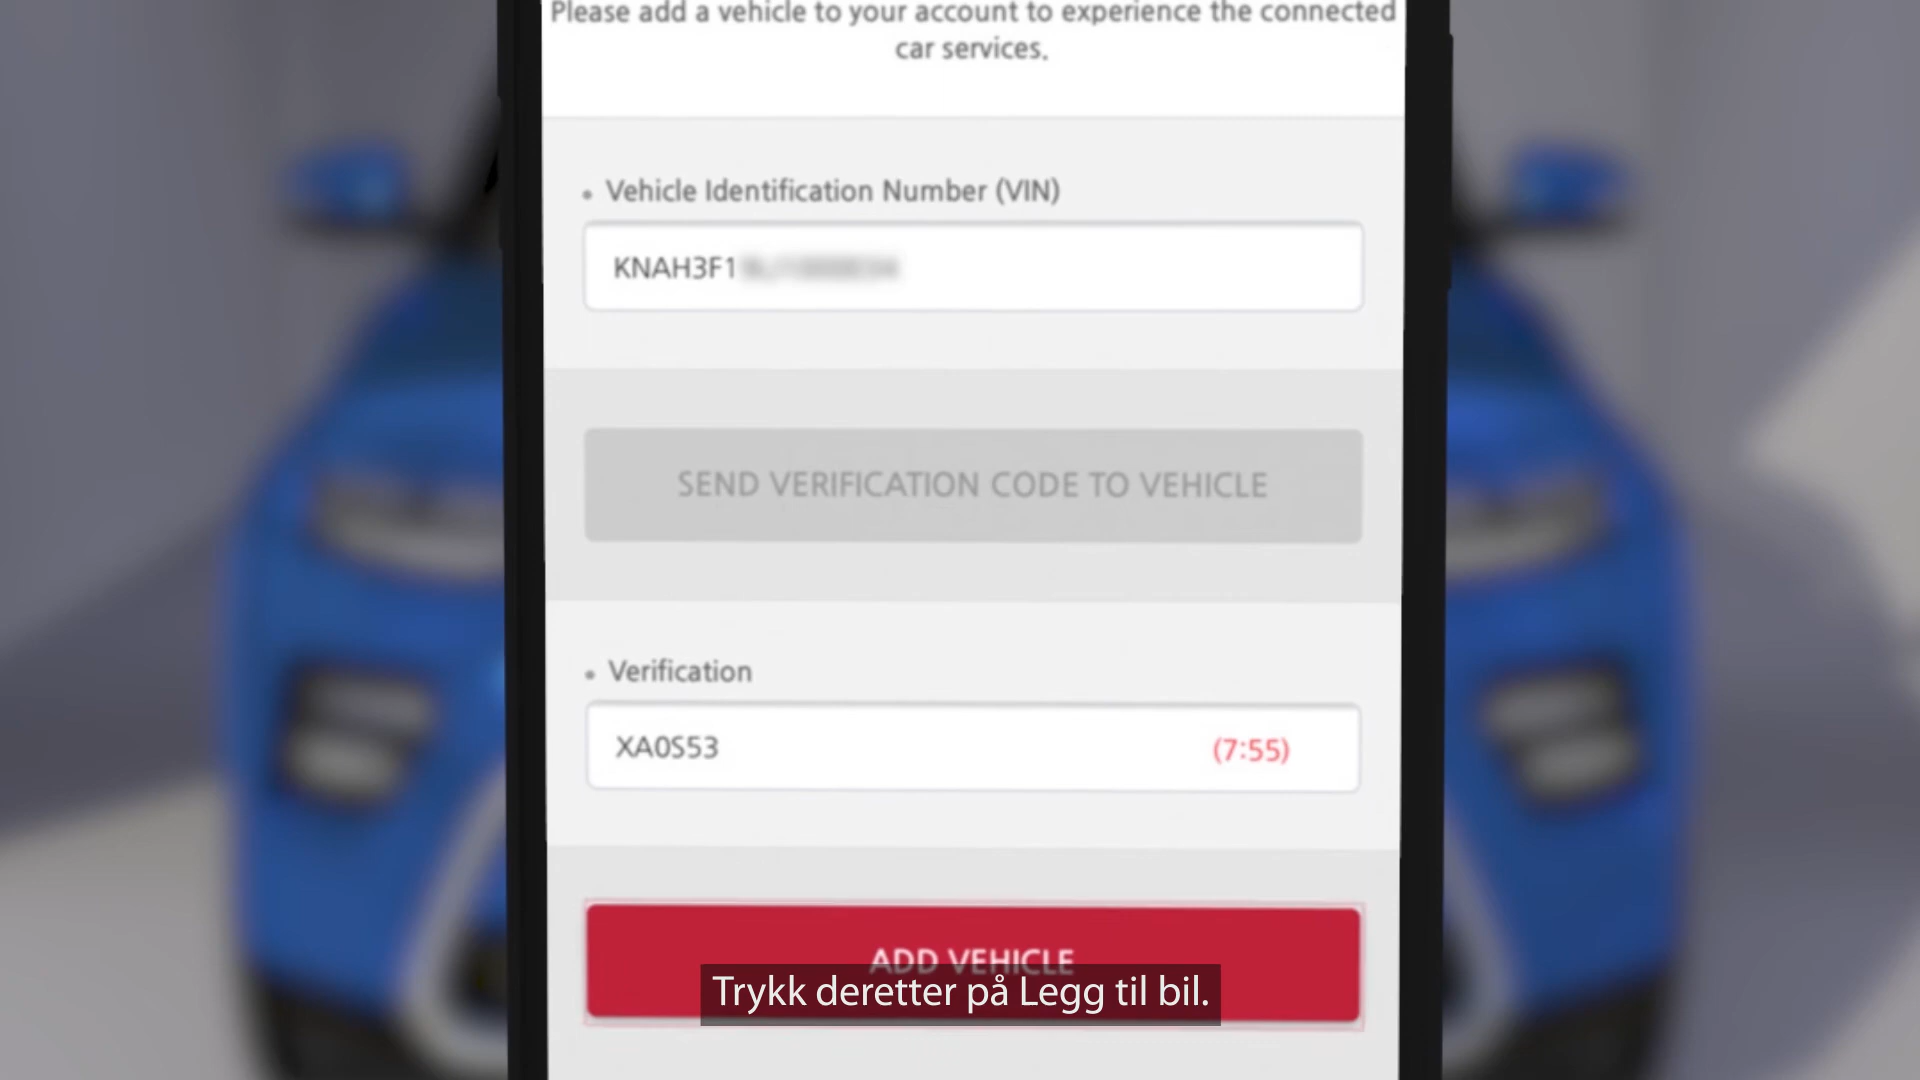 Please add a vehicle to your account to experience the connected
car services.
• Vehicle Identification Number (VIN)
KNAH3F1
SEND VERIFICATION CODE TO VEHICLE
• Verification
XA0S53 (7:55)
ADD VEHICLE
Trykk deretter på Legg til bil.